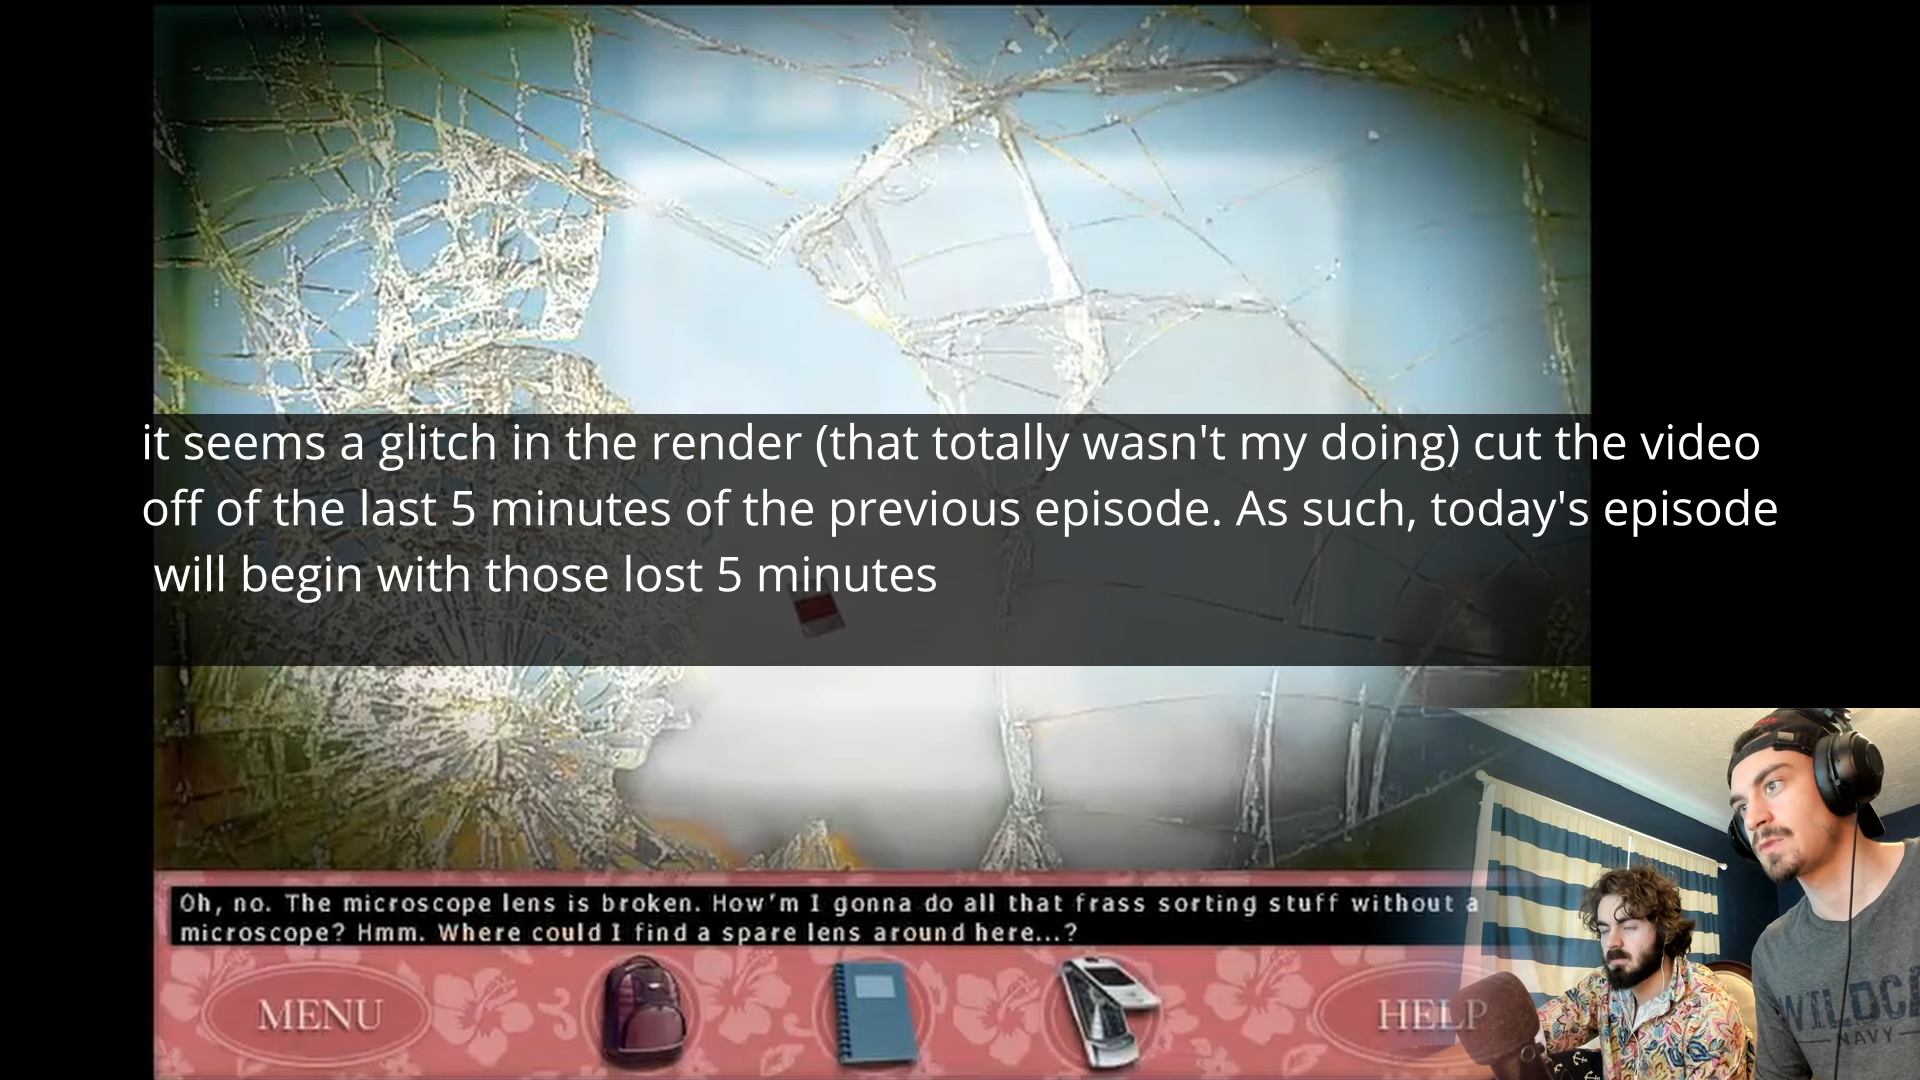 it seems a glitch in the render (that totally wasn't my doing) cut the video
off of the last 5 minutes of the previous episode. As such, today's episode
will begin with those lost 5 minutes
Oh, no. The microscope lens is broken. How'm I gonna do all that frass sorting stuff without a
microscope? Hmm. Where could I find a spare lens around here...?
MENU
HELP
NAVY